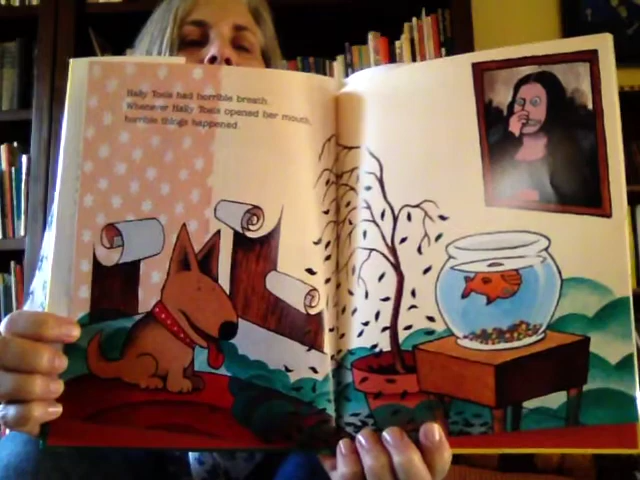 Hally Tosis had horrible breath.
Whenever Hally Tosis opened her mouth,
horrible things happened.